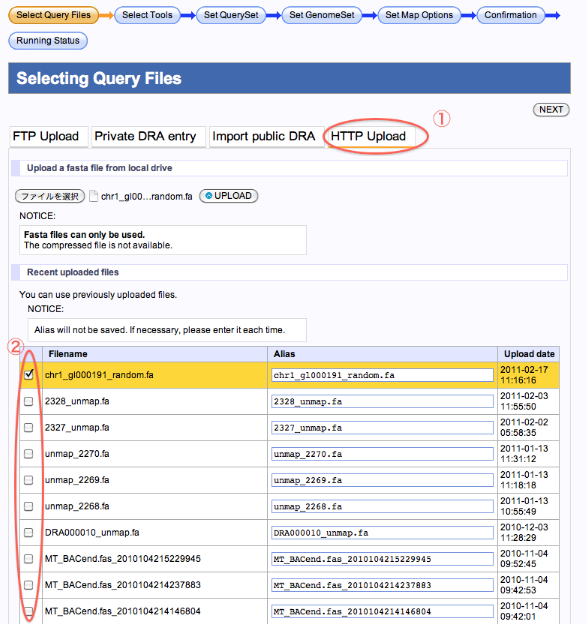 Select Query Files
Select Tools
Set QuerySet
Set GenomeSet
Set Map Options
Confirmation
Running Status
Selecting Query Files
NEXT
①
FTP Upload
Private DRA entry
Import public DRA
HTTP Upload
Upload a fasta file from local drive
ファイルを選択
chr1_gl00...random.fa
UPLOAD
NOTICE:
Fasta files can only be used.
The compressed file is not available.
Recent uploaded files
You can use previously uploaded files.
NOTICE:
Alias will not be saved. If necessary, please enter it each time.
②
Filename Alias Upload date
chr1_gl000191_random.fa chr1_gl000191_random.fa 2011-02-17
11:16:16
2328_unmap.fa 2328_unmap.fa 2011-02-03
11:55:50
2327_unmap.fa 2327_unmap.fa 2011-02-02
05:58:35
unmap_2270.fa unmap_2270.fa 2011-01-13
11:31:12
unmap_2269.fa unmap_2269.fa 2011-01-13
11:18:18
unmap_2268.fa unmap_2268.fa 2011-01-13
10:55:49
DRA000010_unmap.fa DRA000010_unmap.fa 2010-12-03
11:28:29
MT_BACend.fas_2010104215229945 MT_BACend.fas_2010104215229945 2010-11-04
09:52:45
MT_BACend.fas_2010104214237883 MT_BACend.fas_2010104214237883 2010-11-04
09:42:53
MT_BACend.fas_2010104214146804 MT_BACend.fas_2010104214146804 2010-11-04
09:42:01